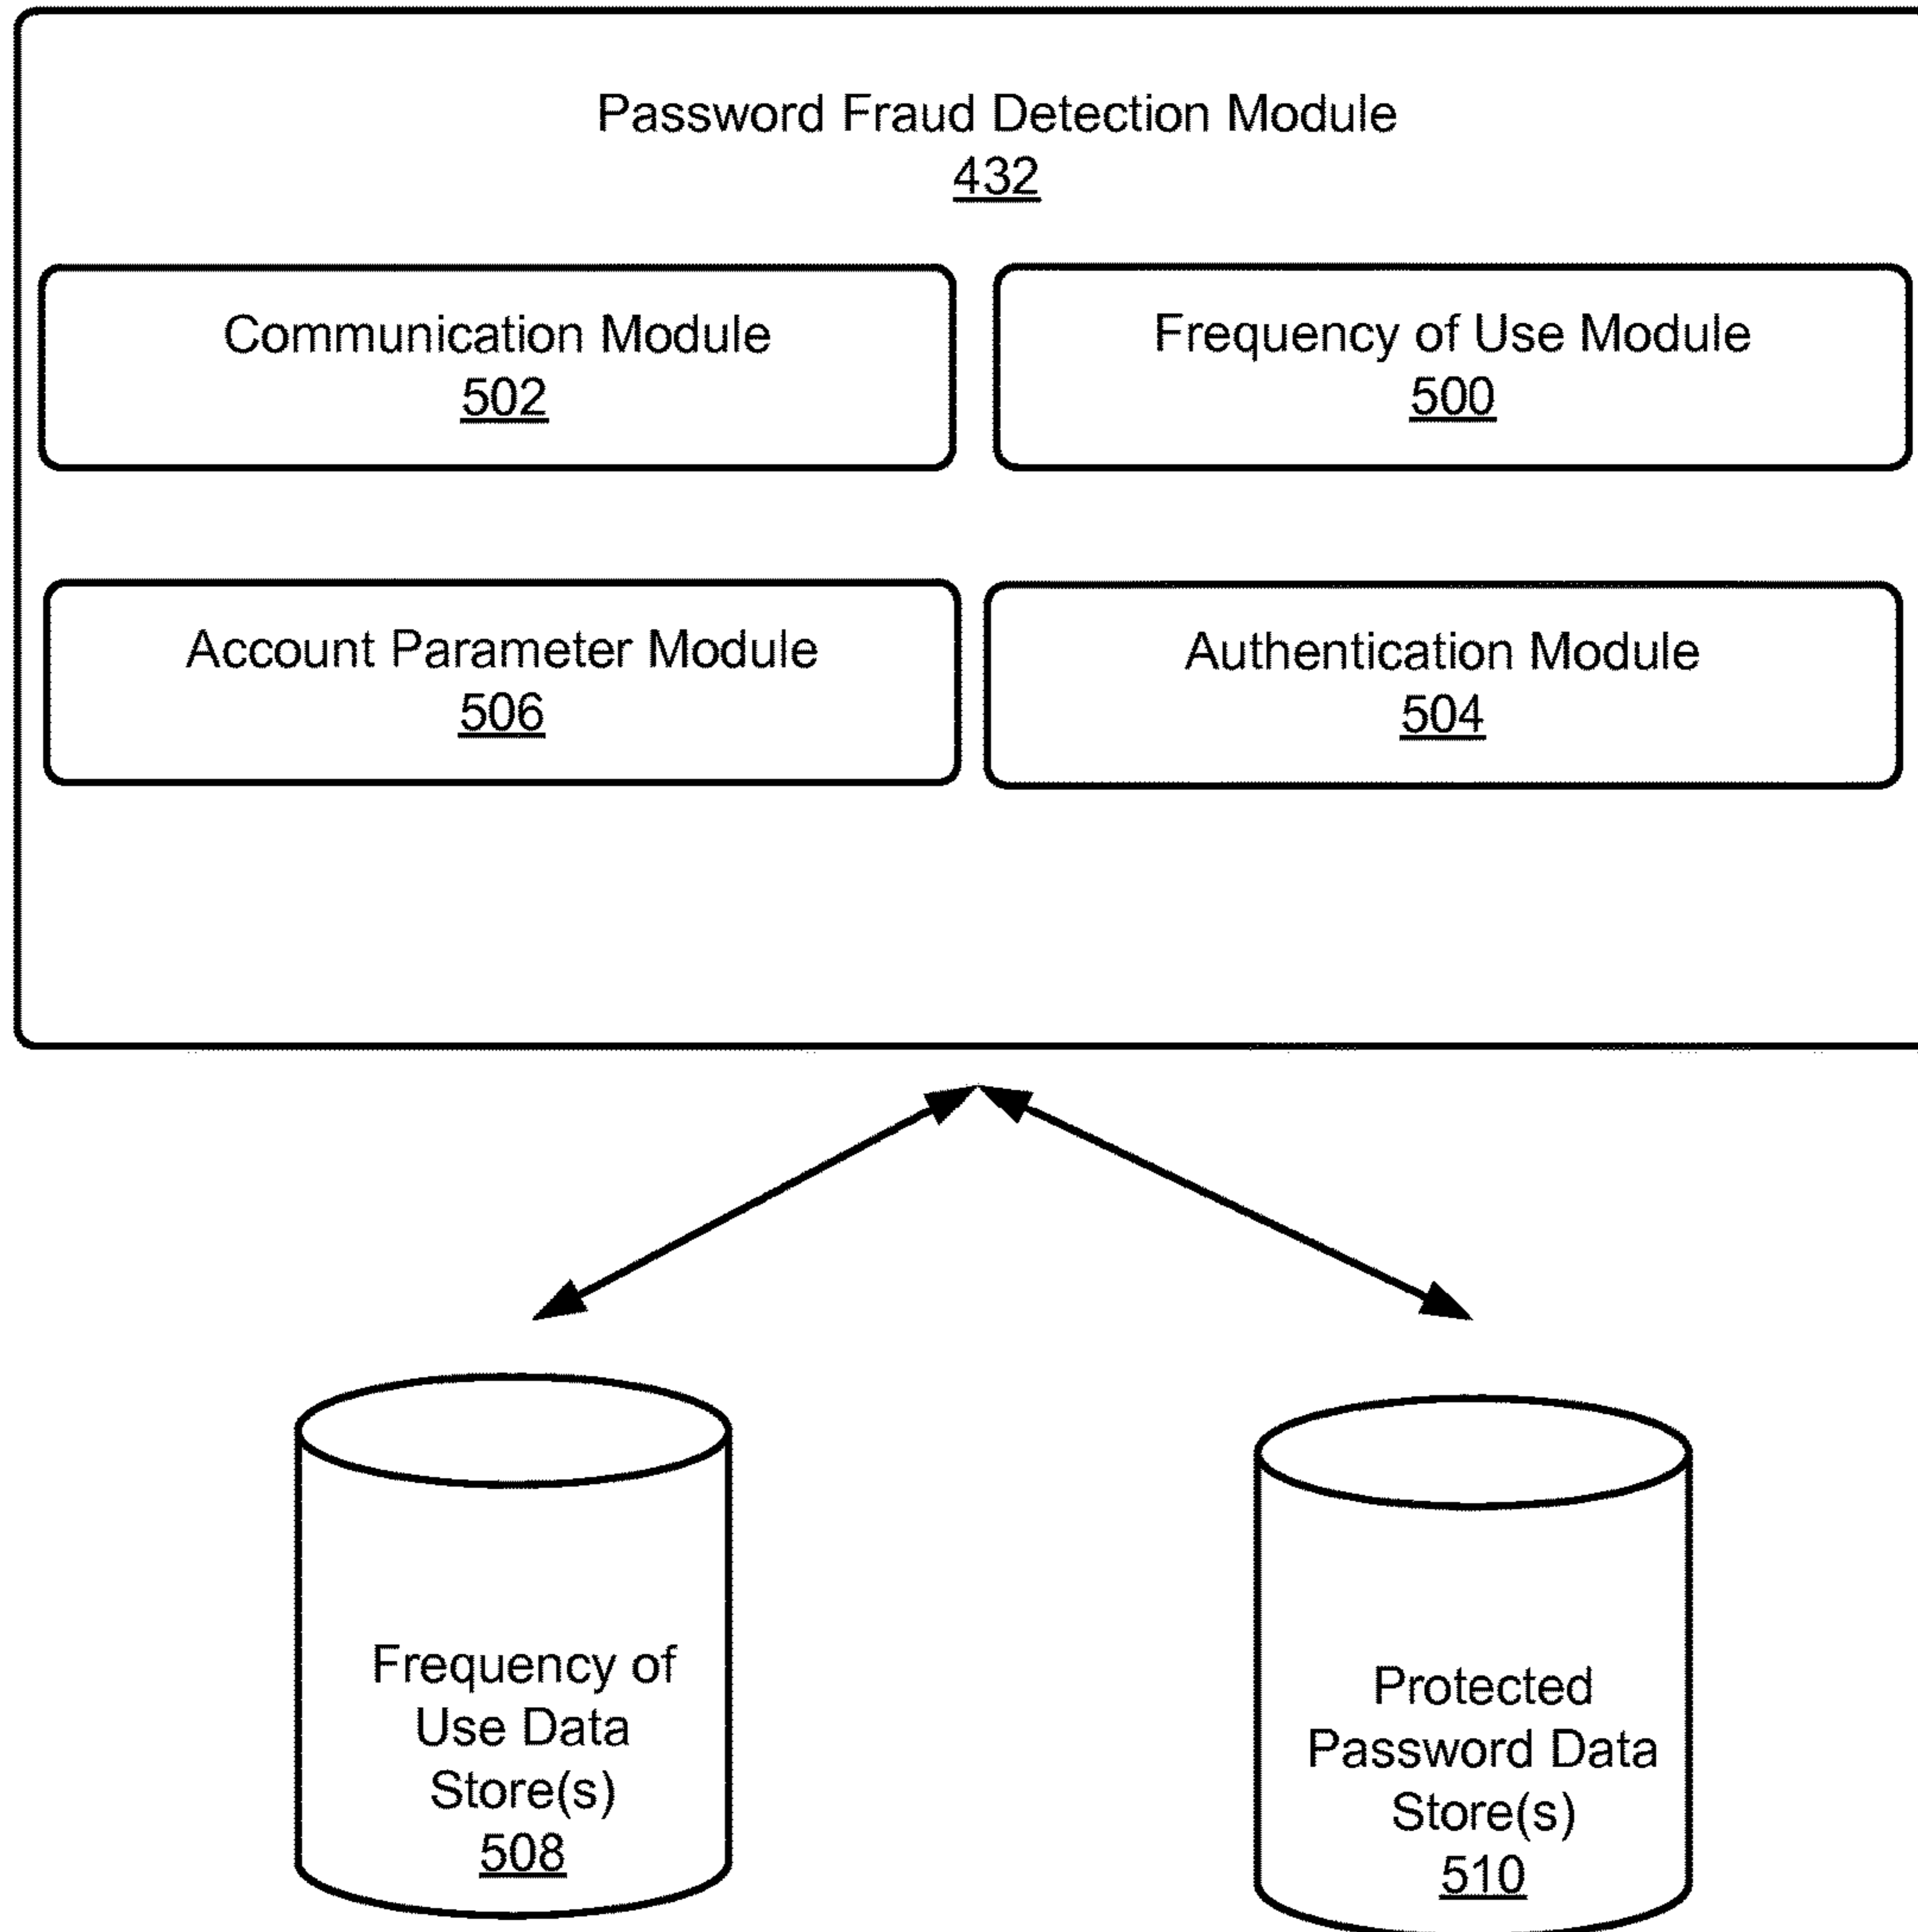 Password Fraud Detection Module
432
Communication Module
502
Frequency of Use Module
500
Account Parameter Module
506
Authentication Module
504
Frequency of
Use Data
Store(s)
508
Protected
Password Data
Store(s)
510